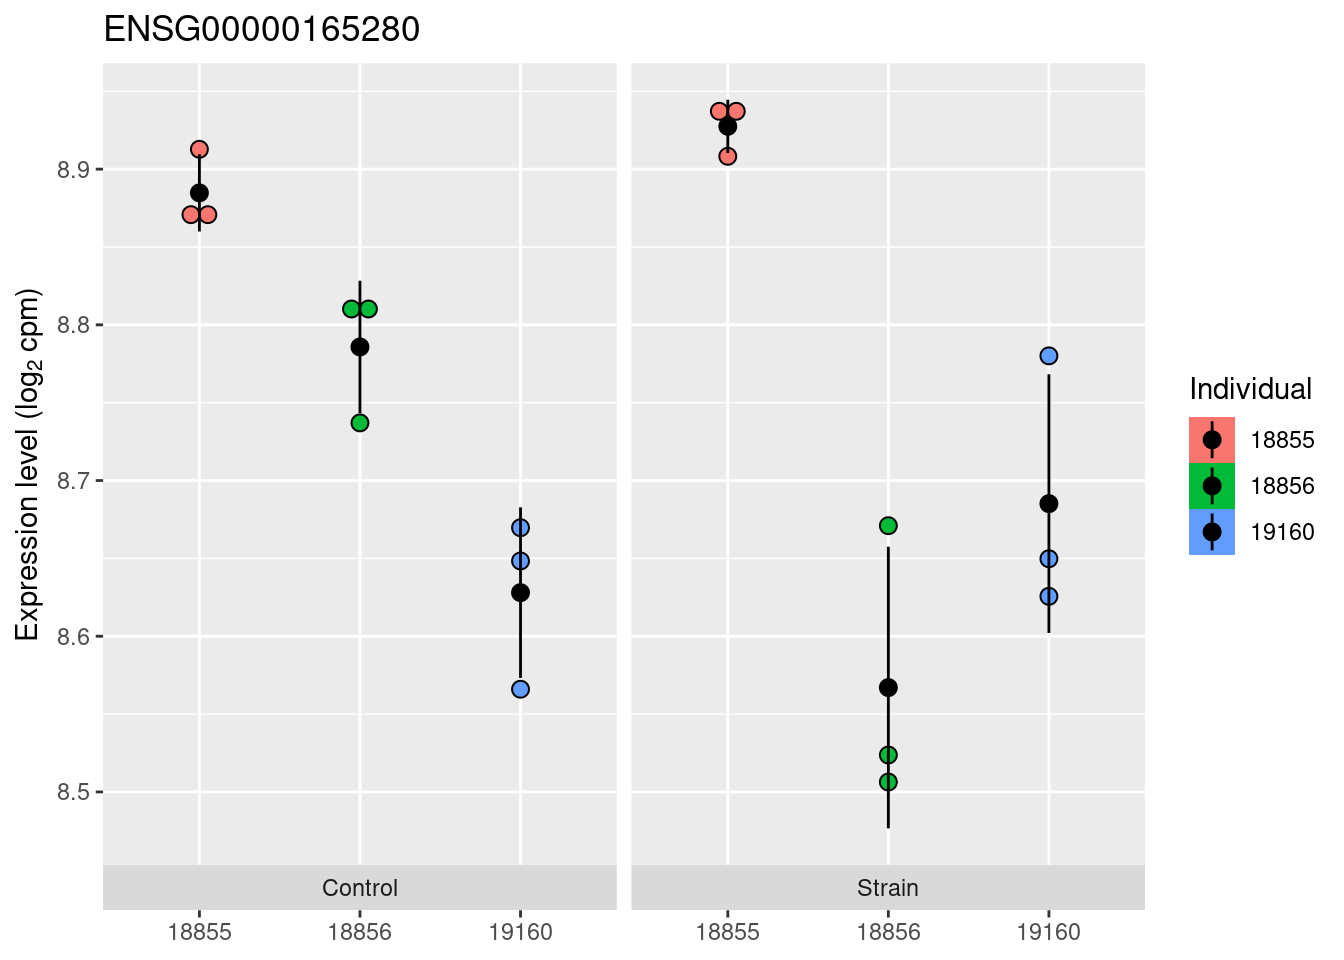 ENSG00000165280
Expression level (log₂ cpm)
8.9
8.8
8.7
8.6
8.5
Control
Strain
18855
18856
19160
18855
18856
19160
Individual
18855
18856
19160